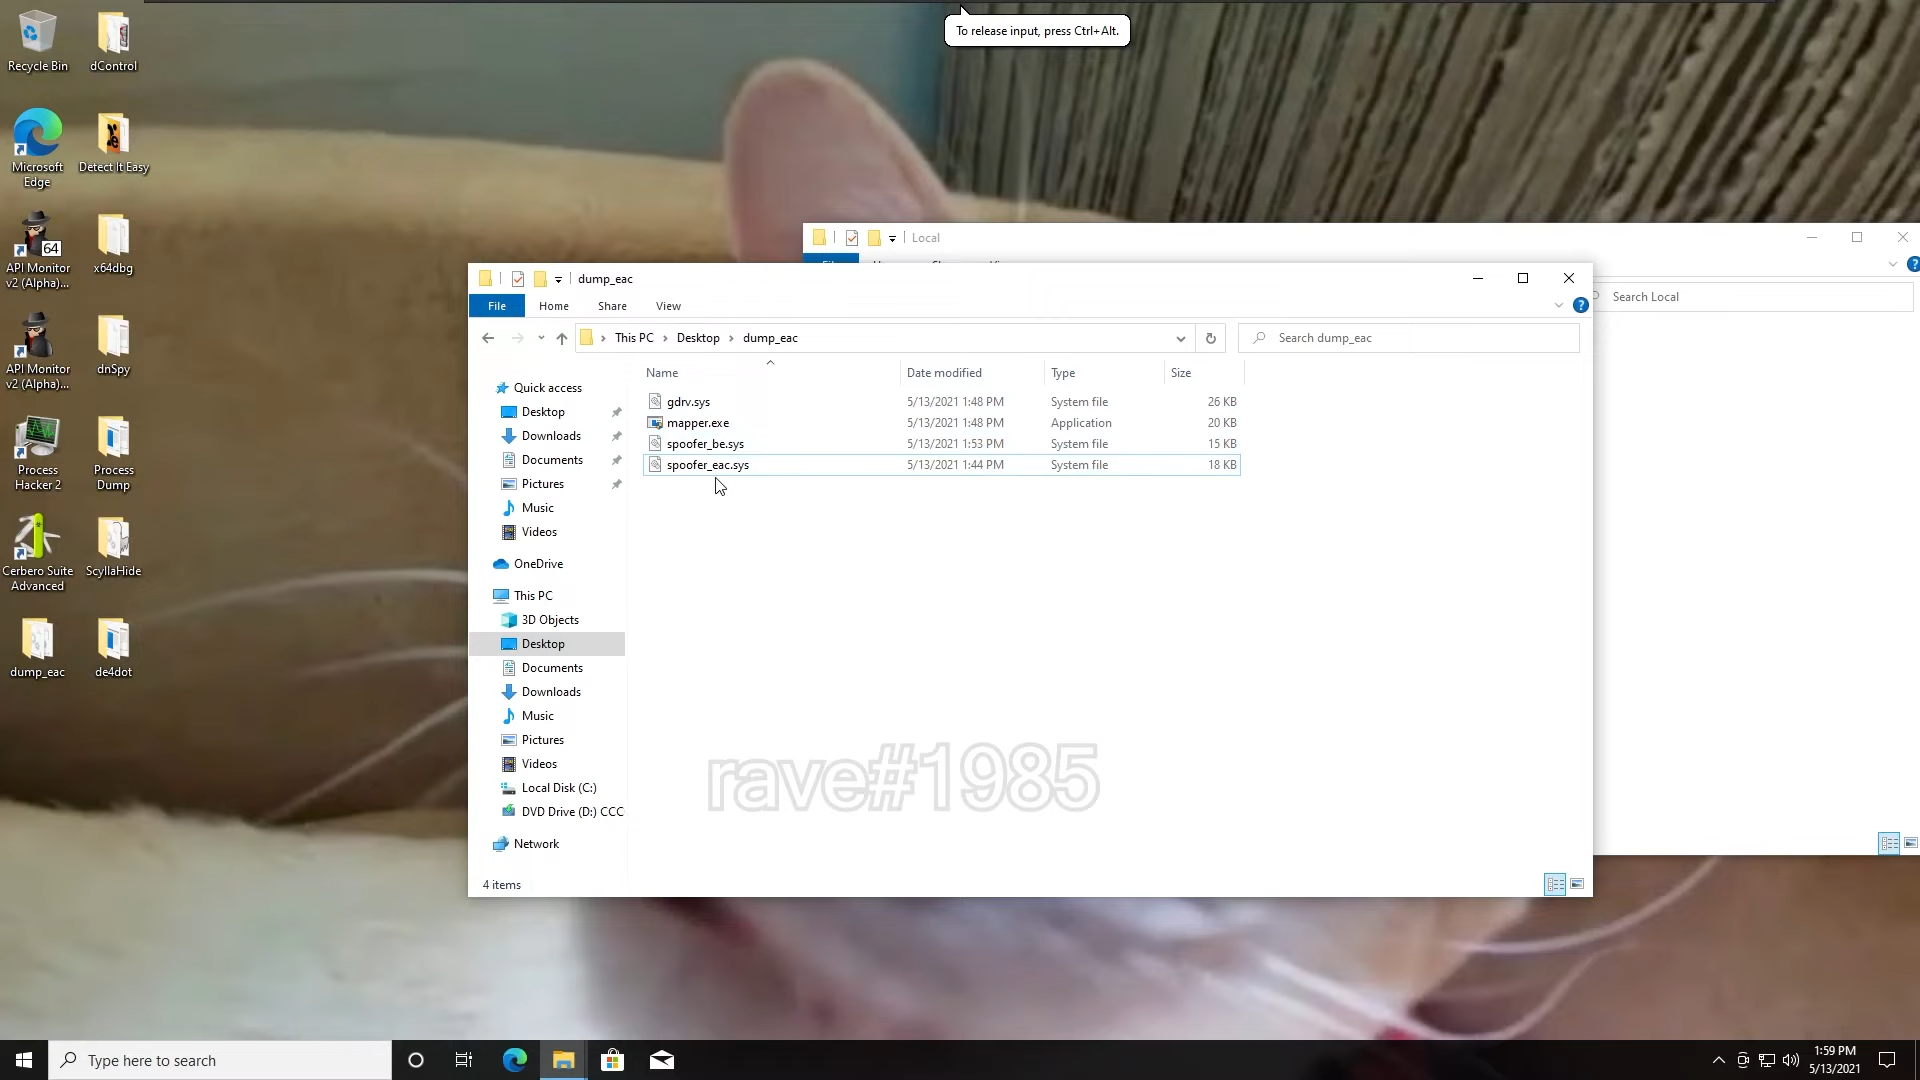 To release input, press Ctrl+Alt.
Recycle Bin
dControl
Microsoft
Edge
Detect It Easy
64
API Monitor
v2 (Alpha)...
x64dbg
API Monitor
v2 (Alpha)...
dnSpy
Process
Hacker 2
Process
Dump
Cerbero Suite
Advanced
ScyllaHide
dump_eac
de4dot
Local
Search Local
dump_eac
File
Home
Share
View
This PC
Desktop
dump_eac
Search dump_eac
Name
Date modified
Type
Size
gdrv.sys
5/13/2021 1:48 PM
System file
26 KB
mapper.exe
5/13/2021 1:48 PM
Application
20 KB
spoofer_be.sys
5/13/2021 1:53 PM
System file
15 KB
spoofer_eac.sys
5/13/2021 1:44 PM
System file
18 KB
Quick access
Desktop
Downloads
Documents
Pictures
Music
Videos
OneDrive
This PC
3D Objects
Desktop
Documents
Downloads
Music
Pictures
Videos
Local Disk (C:)
DVD Drive (D:) CCC
Network
4 items
rave#1985
Type here to search
1:59 PM
5/13/2021